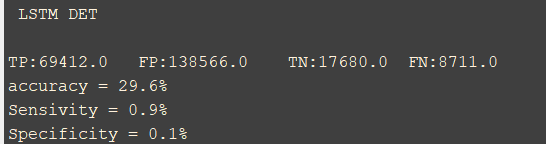 LSTM DET
TP:69412.0 FP:138566.0 TN:17680.0 FN:8711.0
accuracy = 29.6%
Sensivity = 0.9%
Specificity = 0.1%